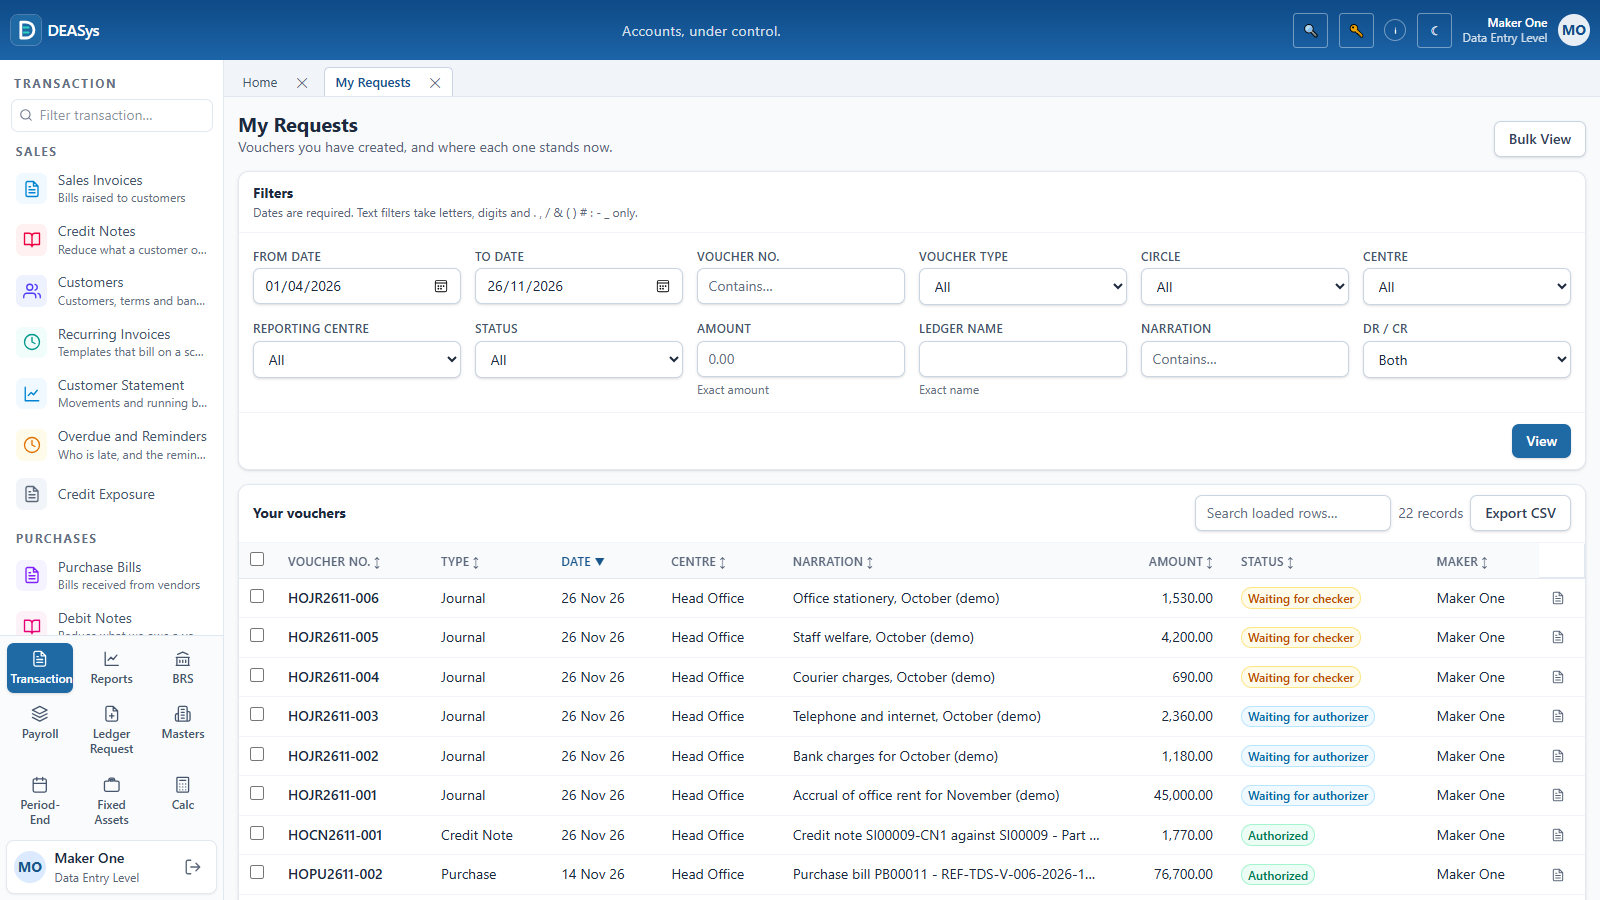 DEASys
Accounts, under control.
Maker One
Data Entry Level
MO
TRANSACTION
Filter transaction...
SALES
Sales Invoices
Bills raised to customers
Credit Notes
Reduce what a customer o...
Customers
Customers, terms and ban...
Recurring Invoices
Templates that bill on a sc...
Customer Statement
Movements and running b...
Overdue and Reminders
Who is late, and the remin...
Credit Exposure
PURCHASES
Purchase Bills
Bills received from vendors
Debit Notes
Transaction
Reports
BRS
Payroll
Ledger Request
Masters
Period-End
Fixed Assets
Calc
MO
Maker One
Data Entry Level
Home
My Requests
My Requests
Vouchers you have created, and where each one stands now.
Bulk View
Filters
Dates are required. Text filters take letters, digits and . , / & ( ) # : - _ only.
FROM DATE
01/04/2026
TO DATE
26/11/2026
VOUCHER NO.
Contains...
VOUCHER TYPE
All
CIRCLE
All
CENTRE
All
REPORTING CENTRE
All
STATUS
All
AMOUNT
0.00
Exact amount
LEDGER NAME
Exact name
NARRATION
Contains...
DR / CR
Both
View
Your vouchers
Search loaded rows...
22 records
Export CSV
VOUCHER NO. TYPE DATE CENTRE NARRATION AMOUNT STATUS MAKER
HOJR2611-006 Journal 26 Nov 26 Head Office Office stationery, October (demo) 1,530.00 Waiting for checker Maker One
HOJR2611-005 Journal 26 Nov 26 Head Office Staff welfare, October (demo) 4,200.00 Waiting for checker Maker One
HOJR2611-004 Journal 26 Nov 26 Head Office Courier charges, October (demo) 690.00 Waiting for checker Maker One
HOJR2611-003 Journal 26 Nov 26 Head Office Telephone and internet, October (demo) 2,360.00 Waiting for authorizer Maker One
HOJR2611-002 Journal 26 Nov 26 Head Office Bank charges for October (demo) 1,180.00 Waiting for authorizer Maker One
HOJR2611-001 Journal 26 Nov 26 Head Office Accrual of office rent for November (demo) 45,000.00 Waiting for authorizer Maker One
HOCN2611-001 Credit Note 26 Nov 26 Head Office Credit note SI00009-CN1 against SI00009 - Part ... 1,770.00 Authorized Maker One
HOPU2611-002 Purchase 14 Nov 26 Head Office Purchase bill PB00011 - REF-TDS-V-006-2026-1... 76,700.00 Authorized Maker One